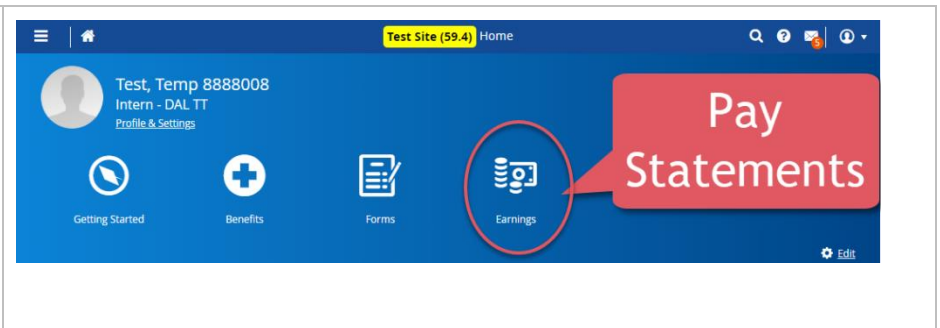 Test Site (59.4) Home
5
Test, Temp 8888008
Intern - DAL TT
Profile & Settings
Pay
Statements
Getting Started
Benefits
Forms
Earnings
Edit